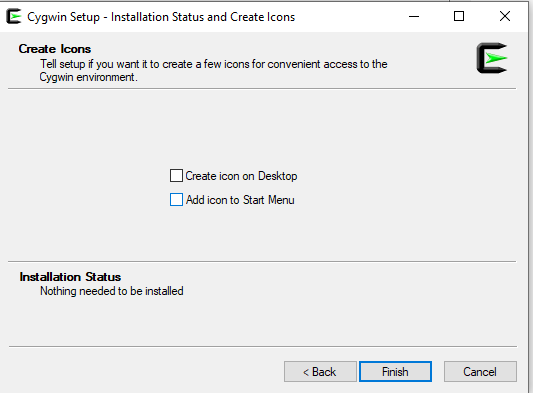 Cygwin Setup - Installation Status and Create Icons
Create Icons
Tell setup if you want it to create a few icons for convenient access to the
Cygwin environment.
Create icon on Desktop
Add icon to Start Menu
Installation Status
Nothing needed to be installed
< Back
Finish
Cancel